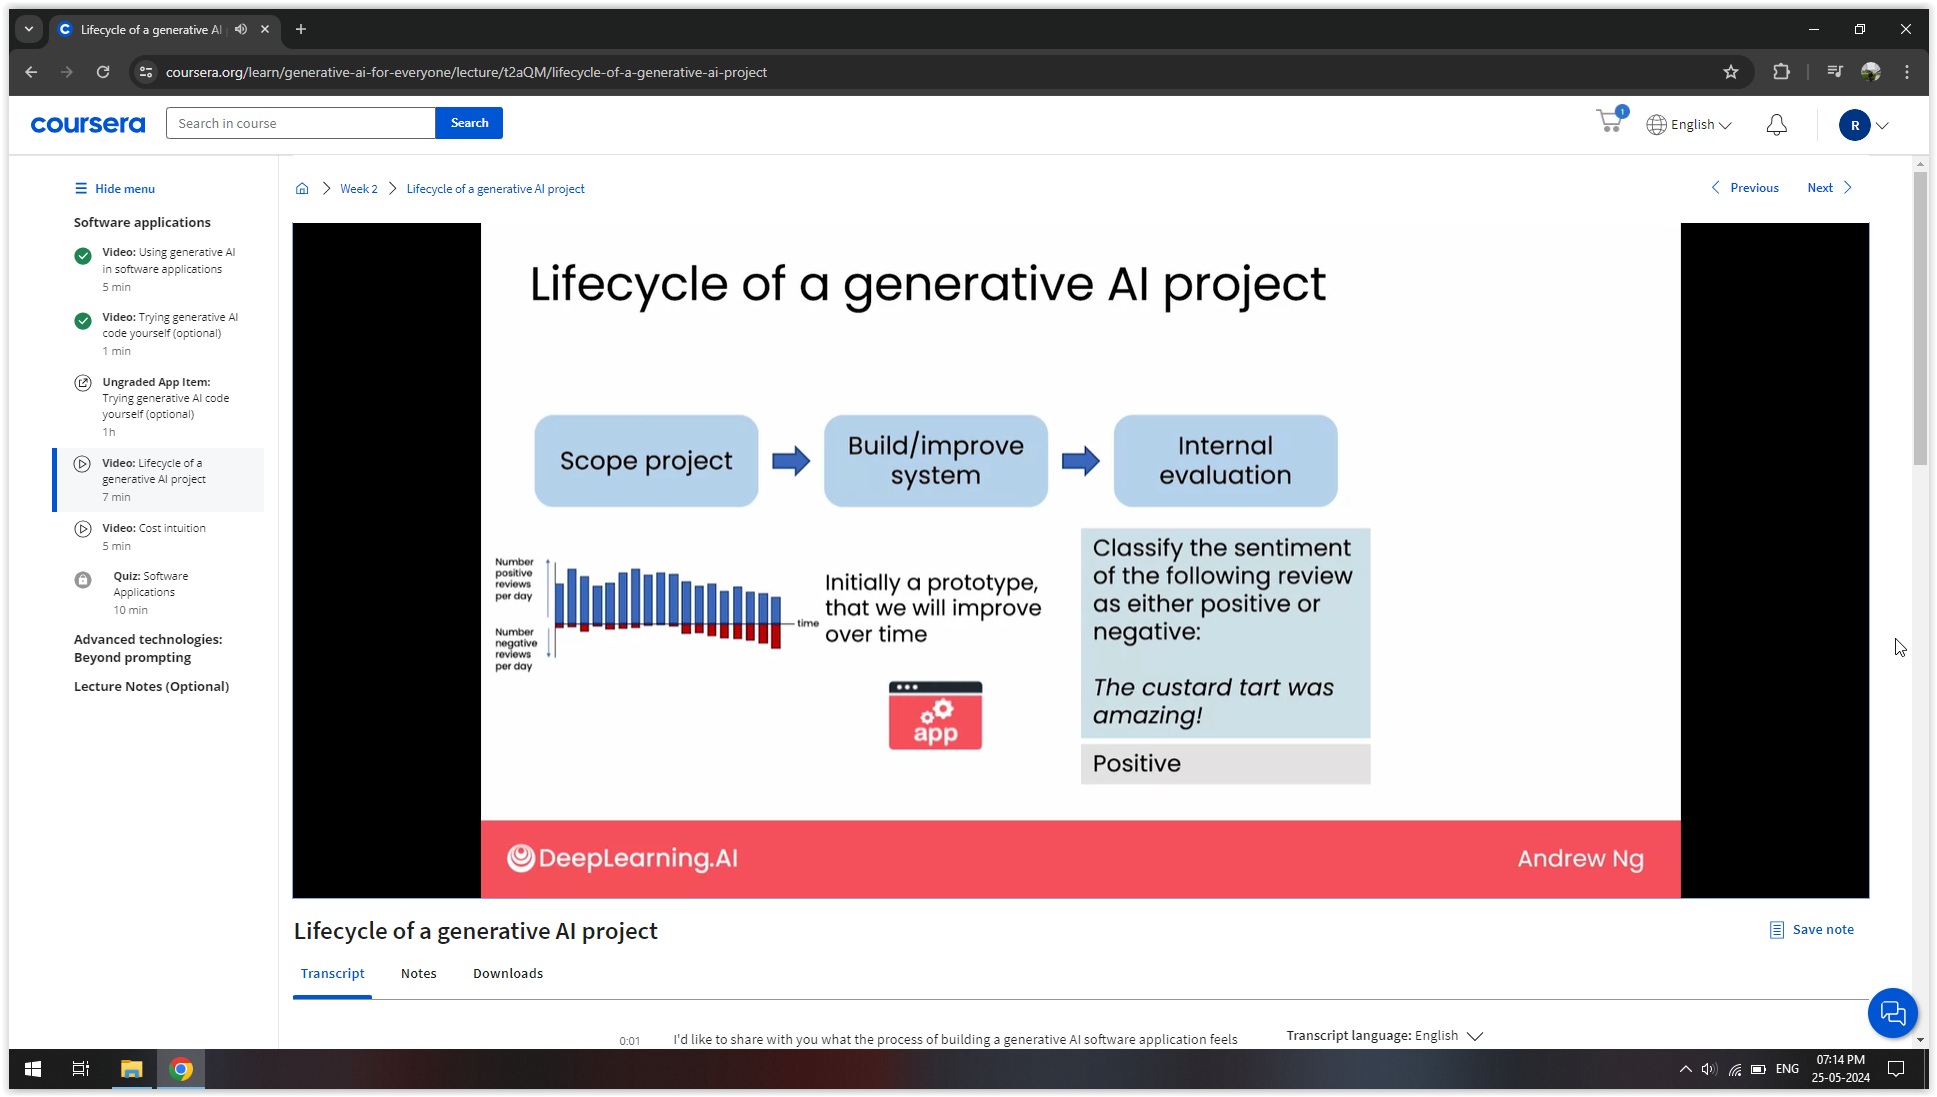 Lifecycle of a generative AI
coursera.org/learn/generative-ai-for-everyone/lecture/t2aQM/lifecycle-of-a-generative-ai-project
coursera
Search in course
Search
1
English
R
Hide menu
Software applications
Video: Using generative AI
in software applications
5 min
Video: Trying generative AI
code yourself (optional)
1 min
Ungraded App Item:
Trying generative AI code
yourself (optional)
1h
Video: Lifecycle of a
generative AI project
7 min
Video: Cost intuition
5 min
Quiz: Software
Applications
10 min
Advanced technologies:
Beyond prompting
Lecture Notes (Optional)
Week 2
Lifecycle of a generative AI project
Previous
Next
Lifecycle of a generative AI project
Scope project
Build/improve
system
Internal
evaluation
Number
positive
reviews
per day
Number
negative
reviews
per day
time
Initially a prototype,
that we will improve
over time
app
Classify the sentiment
of the following review
as either positive or
negative:
The custard tart was
amazing!
Positive
DeepLearning.AI
Andrew Ng
Lifecycle of a generative AI project
Save note
Transcript
Notes
Downloads
0:01
I'd like to share with you what the process of building a generative AI software application feels
Transcript language: English
ENG
07:14 PM
25-05-2024